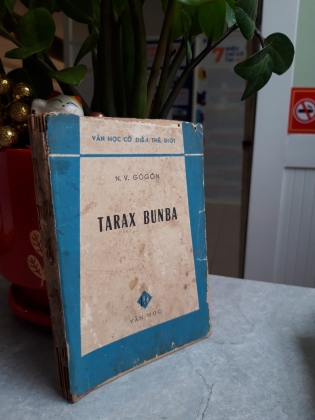 VĂN HỌC CỔ ĐIỂN THẾ GIỚI
N. V. GÔGÔN
TARAX BUNBA
VĂN HỌC